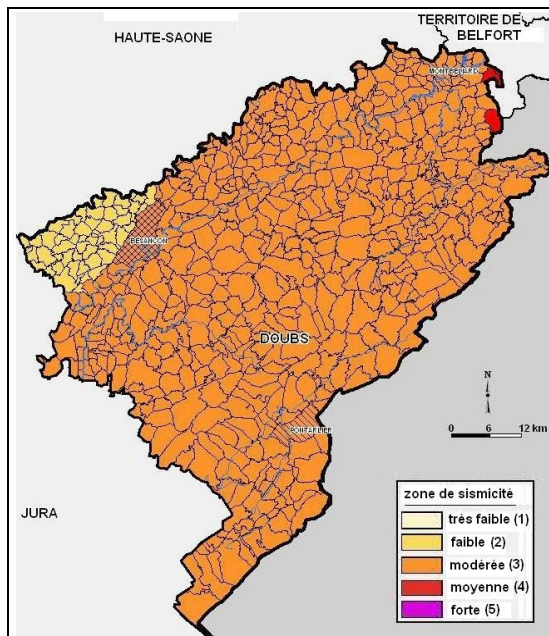 TERRITOIRE DE
BELFORT
HAUTE-SAONE
MONTBELIARD
BESANCON
DOUBS
N
PONTARLIER
0 6 12 km
JURA
zone de sismicité
très faible (1)
faible (2)
modérée (3)
moyenne (4)
forte (5)